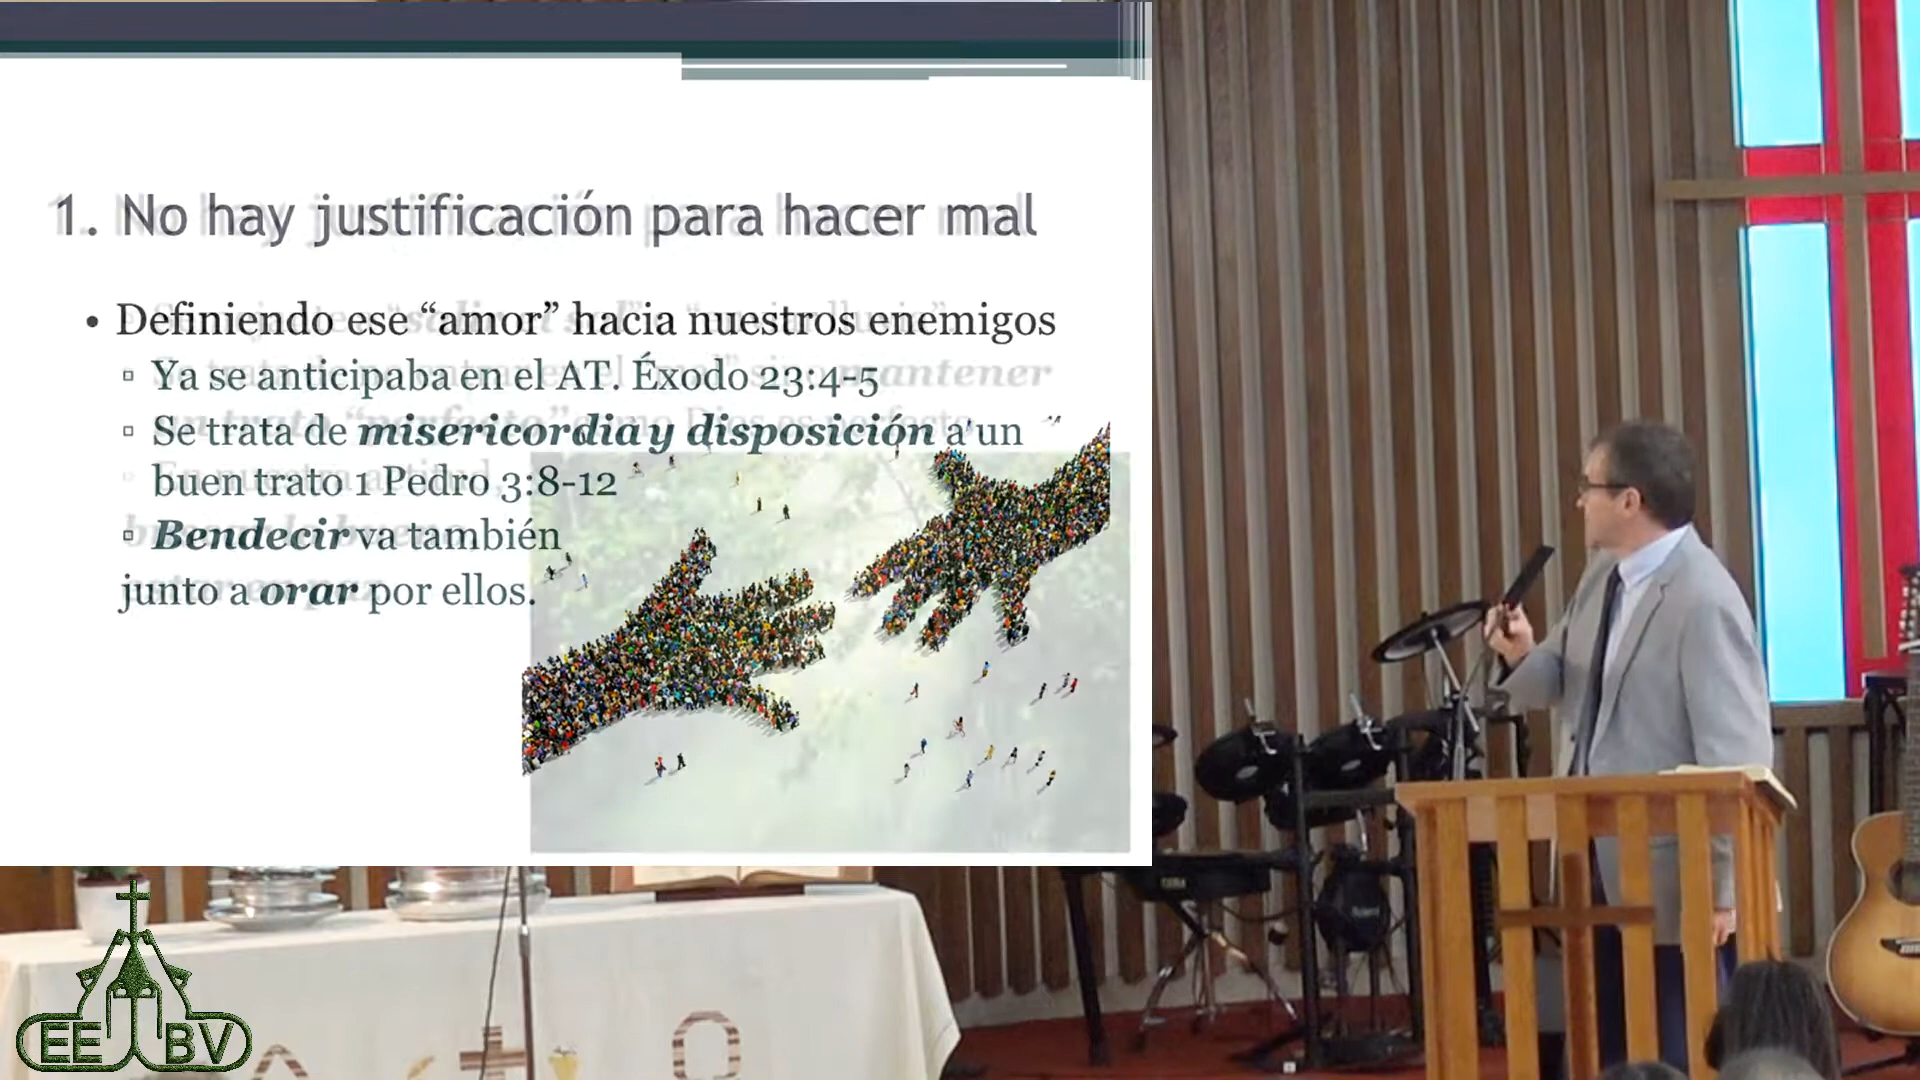 1. No hay justificación para hacer mal
• Definiendo ese “amor” hacia nuestros enemigos
▫ Ya se anticipaba en el AT. Éxodo 23:4-5
▫ Se trata de misericordia y disposición a un
buen trato 1 Pedro 3:8-12
▫ Bendecir va también
junto a orar por ellos.
EE BV
Roland